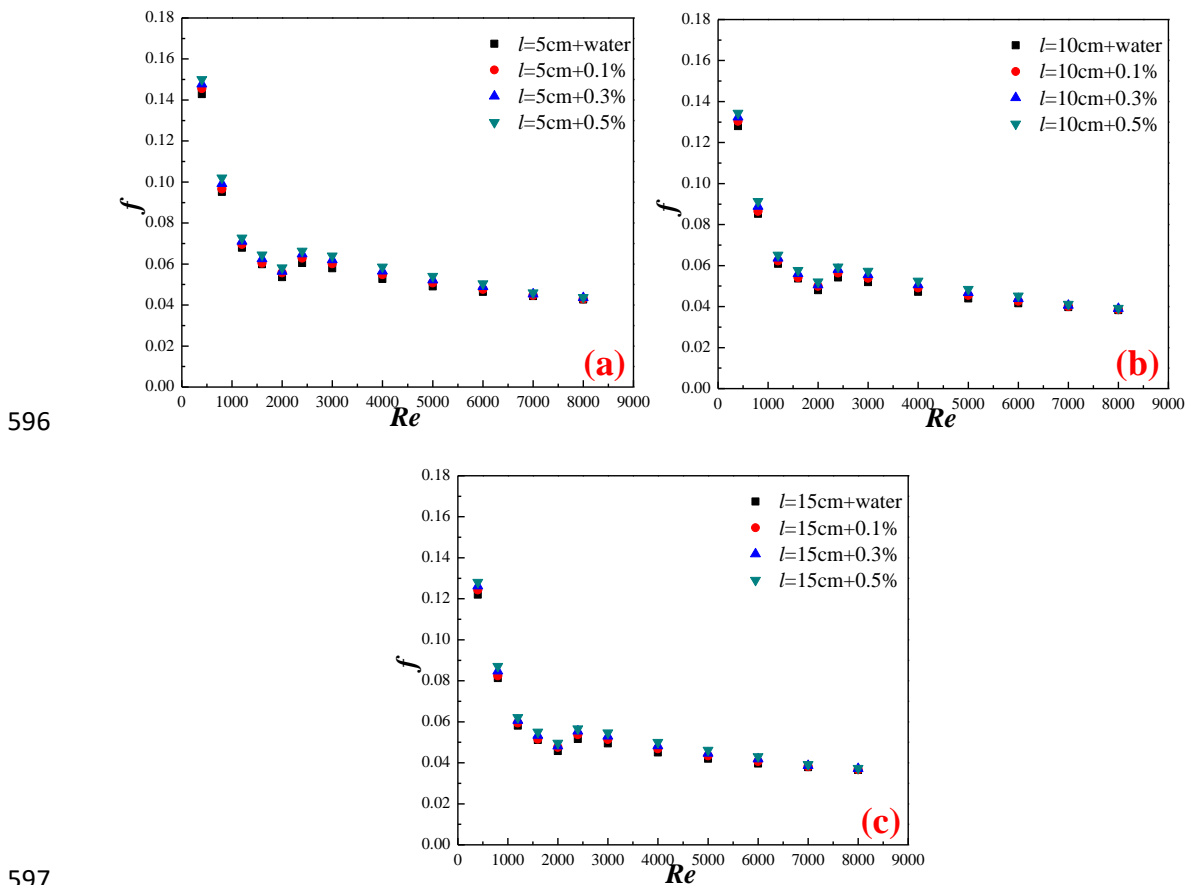 0.18
0.16
0.14
0.12
0.10
0.08
0.06
0.04
0.02
0.00
f
l=5cm+water
l=5cm+0.1%
l=5cm+0.3%
l=5cm+0.5%
(a)
0 1000 2000 3000 4000 5000 6000 7000 8000 9000
Re
0.18
0.16
0.14
0.12
0.10
0.08
0.06
0.04
0.02
0.00
f
l=10cm+water
l=10cm+0.1%
l=10cm+0.3%
l=10cm+0.5%
(b)
0 1000 2000 3000 4000 5000 6000 7000 8000 9000
Re
596
0.18
0.16
0.14
0.12
0.10
0.08
0.06
0.04
0.02
0.00
f
l=15cm+water
l=15cm+0.1%
l=15cm+0.3%
l=15cm+0.5%
(c)
0 1000 2000 3000 4000 5000 6000 7000 8000 9000
Re
597